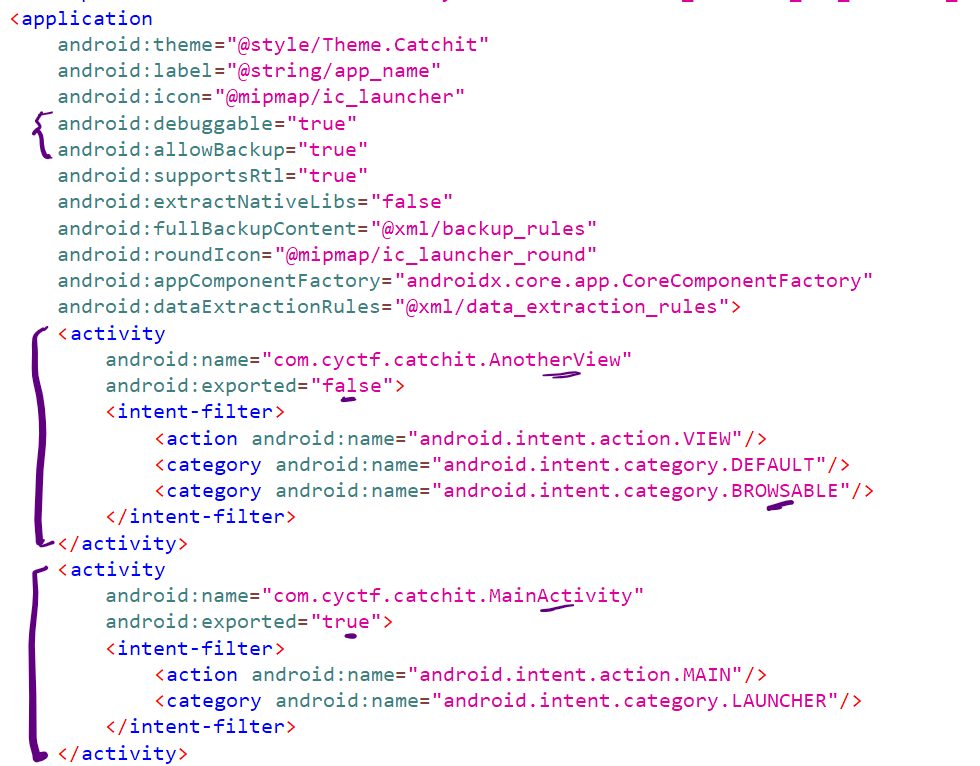 <application
android:theme="@style/Theme.Catchit"
android:label="@string/app_name"
android:icon="@mipmap/ic_launcher"
android:debuggable="true"
android:allowBackup="true"
android:supportsRtl="true"
android:extractNativeLibs="false"
android:fullBackupContent="@xml/backup_rules"
android:roundIcon="@mipmap/ic_launcher_round"
android:appComponentFactory="androidx.core.app.CoreComponentFactory"
android:dataExtractionRules="@xml/data_extraction_rules">
<activity
android:name="com.cyctf.catchit.AnotherView"
android:exported="false">
<intent-filter>
<action android:name="android.intent.action.VIEW"/>
<category android:name="android.intent.category.DEFAULT"/>
<category android:name="android.intent.category.BROWSABLE"/>
</intent-filter>
</activity>
<activity
android:name="com.cyctf.catchit.MainActivity"
android:exported="true">
<intent-filter>
<action android:name="android.intent.action.MAIN"/>
<category android:name="android.intent.category.LAUNCHER"/>
</intent-filter>
</activity>